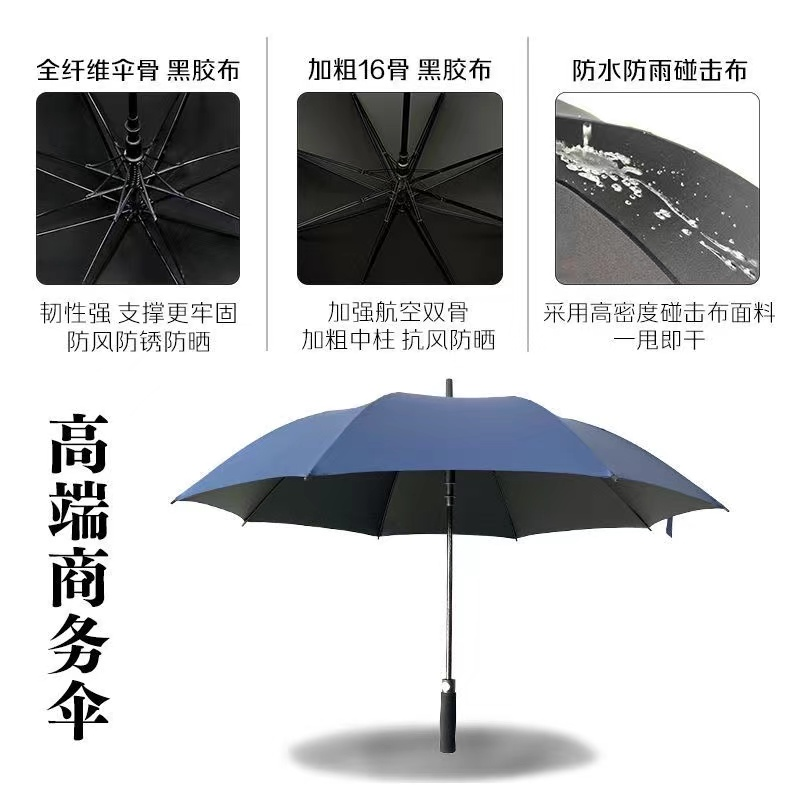 全纤维伞骨 黑胶布
韧性强 支撑更牢固
防风防锈防晒
加粗16骨 黑胶布
加强航空双骨
加粗中柱 抗风防晒
防水防雨碰击布
采用高密度碰击布面料
一甩即干
高端商务伞